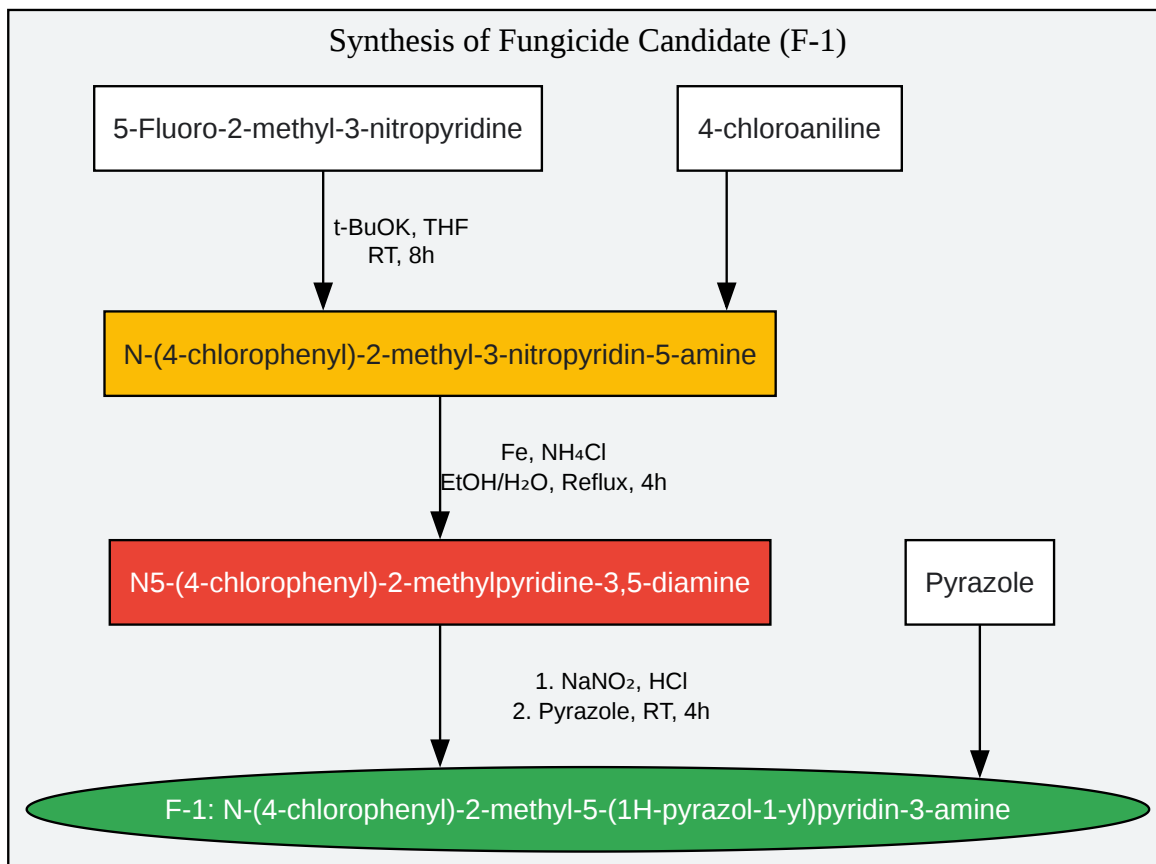 Synthesis of Fungicide Candidate (F-1)
5-Fluoro-2-methyl-3-nitropyridine
4-chloroaniline
t-BuOK, THF
RT, 8h
N-(4-chlorophenyl)-2-methyl-3-nitropyridin-5-amine
Fe, NH₄Cl
EtOH/H₂O, Reflux, 4h
N5-(4-chlorophenyl)-2-methylpyridine-3,5-diamine
Pyrazole
1. NaNO₂, HCl
2. Pyrazole, RT, 4h
F-1: N-(4-chlorophenyl)-2-methyl-5-(1H-pyrazol-1-yl)pyridin-3-amine